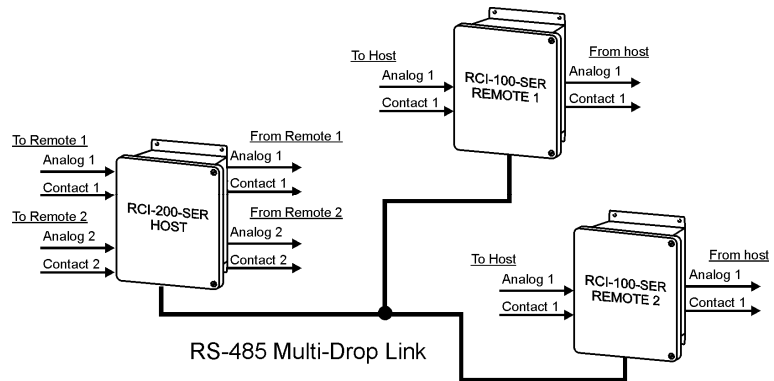 To Host
Analog 1
Contact 1
RCI-100-SER
REMOTE 1
From host
Analog 1
Contact 1
To Remote 1
Analog 1
Contact 1
To Remote 2
Analog 2
Contact 2
RCI-200-SER
HOST
From Remote 1
Analog 1
Contact 1
From Remote 2
Analog 2
Contact 2
To Host
Analog 1
Contact 1
RCI-100-SER
REMOTE 2
From host
Analog 1
Contact 1
RS-485 Multi-Drop Link